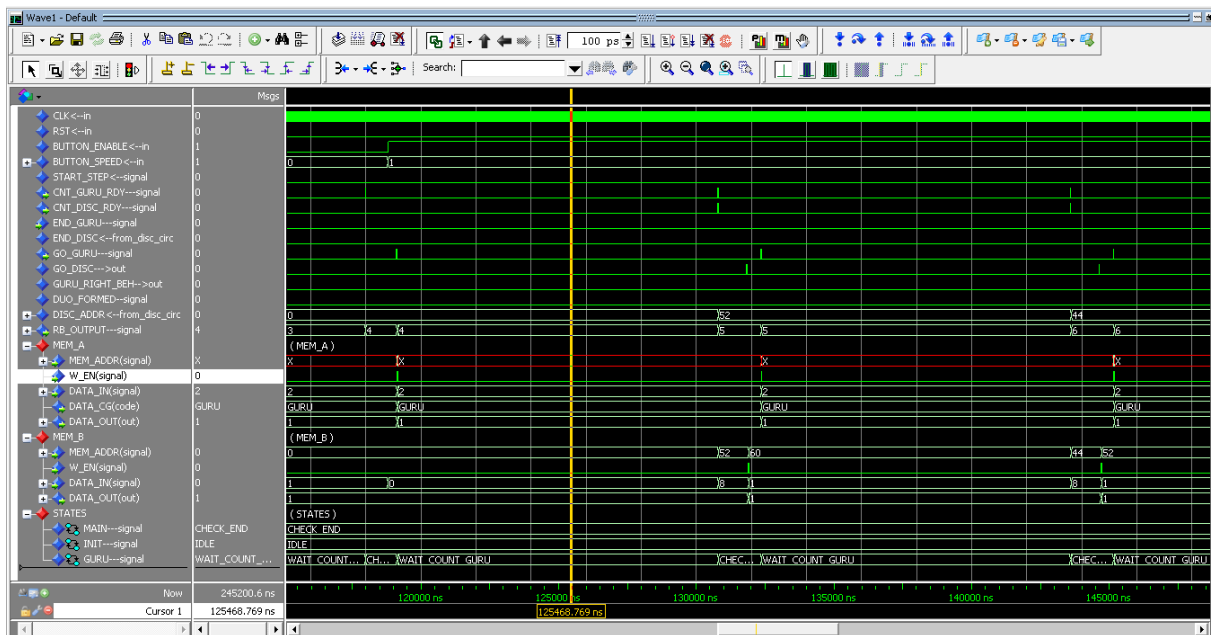 Wave1 - Default
100 ps
Search:
Msgs
CLK<--in 0
RST<--in 0
BUTTON_ENABLE<--in 1
BUTTON_SPEED<--in 1 0 1
START_STEP<--signal 0
CNT_GURU_RDY---signal 0
CNT_DISC_RDY---signal 0
END_GURU---signal 0
END_DISC<--from_disc_circ 0
GO_GURU---signal 0
GO_DISC--->out 0
GURU_RIGHT_BEH-->out 0
DUO_FORMED--signal 0
DISC_ADDR<--from_disc_circ 0 0 52 44
RB_OUTPUT---signal 4 3 4 4 5 5 6 6
MEM_A (MEM_A)
MEM_ADDR(signal) X X X X X
W_EN(signal) 0
DATA_IN(signal) 2 2 2 2 2
DATA_CG(code) GURU GURU GURU GURU GURU
DATA_OUT(out) 1 1 1 1 1
MEM_B (MEM_B)
MEM_ADDR(signal) 0 0 52 60 44 52
W_EN(signal) 0
DATA_IN(signal) 0 1 0 8 1 8 1
DATA_OUT(out) 1 1 1 1
STATES (STATES)
MAIN---signal CHECK_END CHECK_END
INIT---signal IDLE IDLE
GURU---signal WAIT_COUNT_... WAIT_COUNT... CH... WAIT_COUNT_GURU CHEC... WAIT_COUNT_GURU CHEC... WAIT_COUNT_GURU
Now 245200.6 ns 120000 ns 125000 ns 130000 ns 135000 ns 140000 ns 145000 ns
Cursor 1 125468.769 ns 125468.769 ns